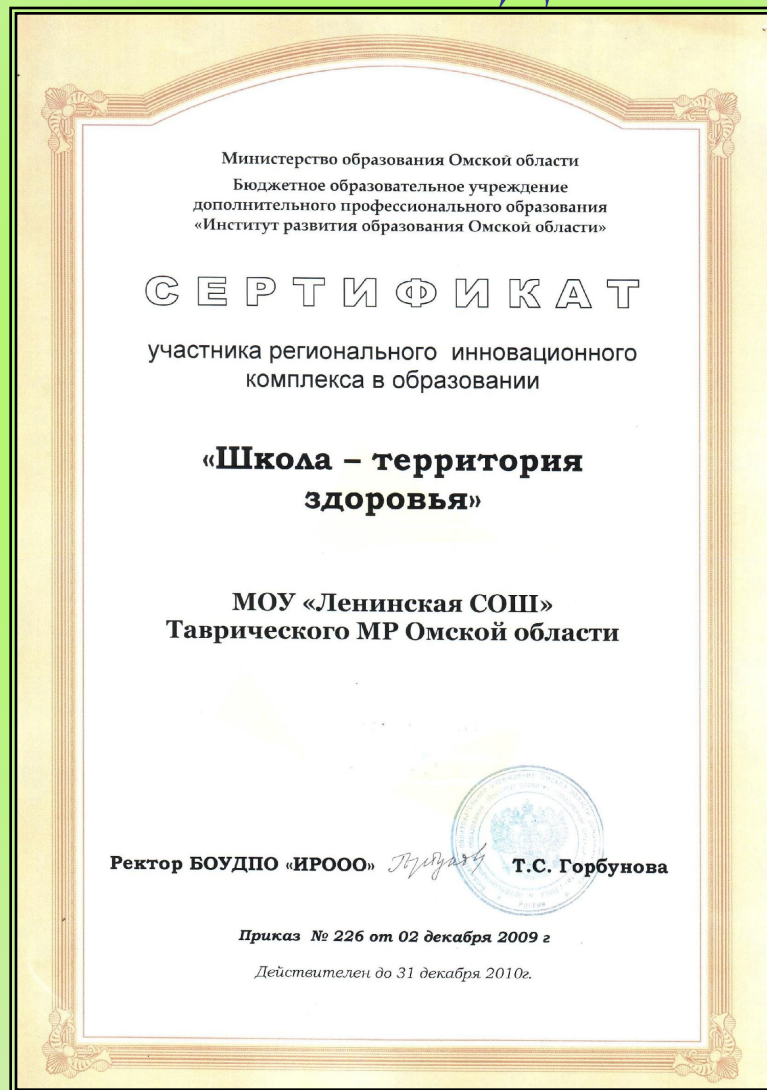 Министерство образования Омской области
Бюджетное образовательное учреждение
дополнительного профессионального образования
«Институт развития образования Омской области»
СЕРТИФИКАТ
участника регионального инновационного
комплекса в образовании
«Школа – территория
здоровья»
МОУ «Ленинская СОШ»
Таврического МР Омской области
Ректор БОУДПО «ИРООО» Т.С. Горбунова
Приказ № 226 от 02 декабря 2009 г
Действителен до 31 декабря 2010г.